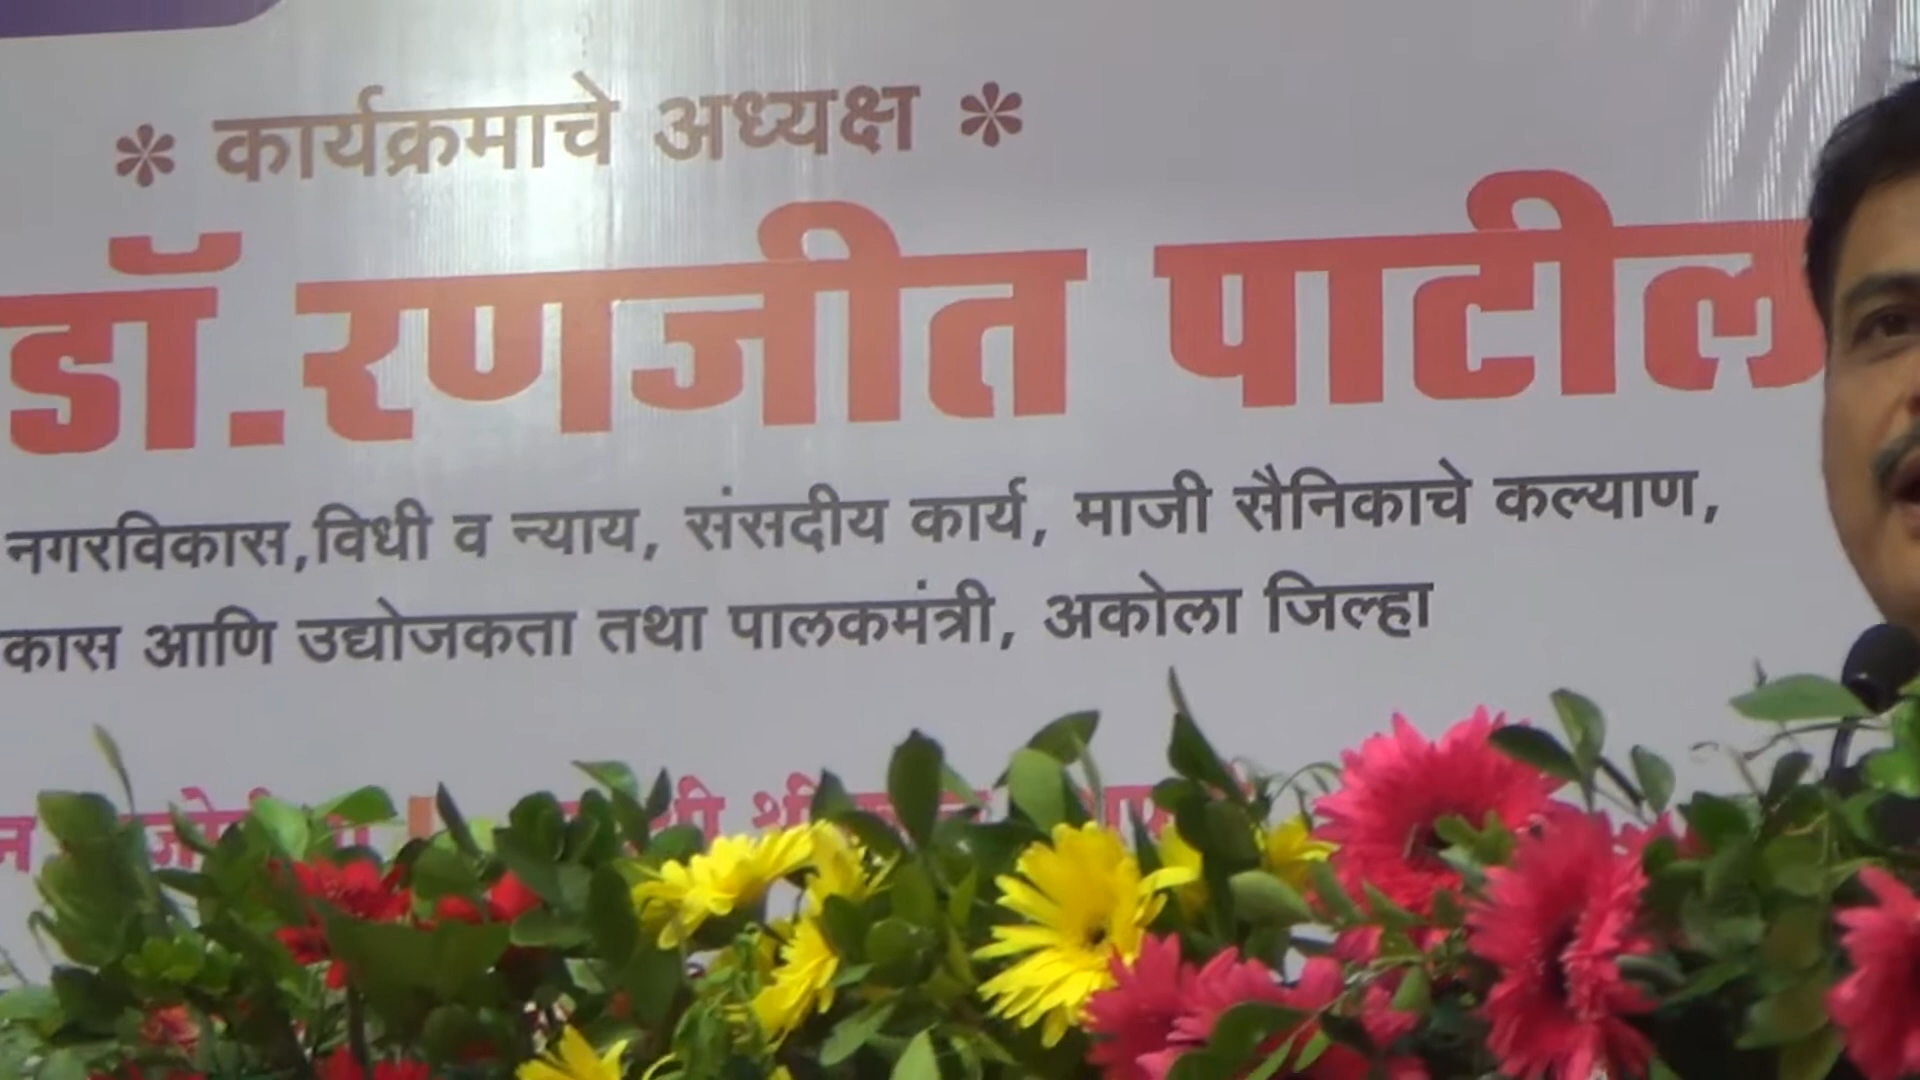 * कार्यक्रमाचे अध्यक्ष *
डॉ.रणजीत पाटील
नगरविकास,विधी व न्याय, संसदीय कार्य, माजी सैनिकाचे कल्याण,
कास आणि उद्योजकता तथा पालकमंत्री, अकोला जिल्हा